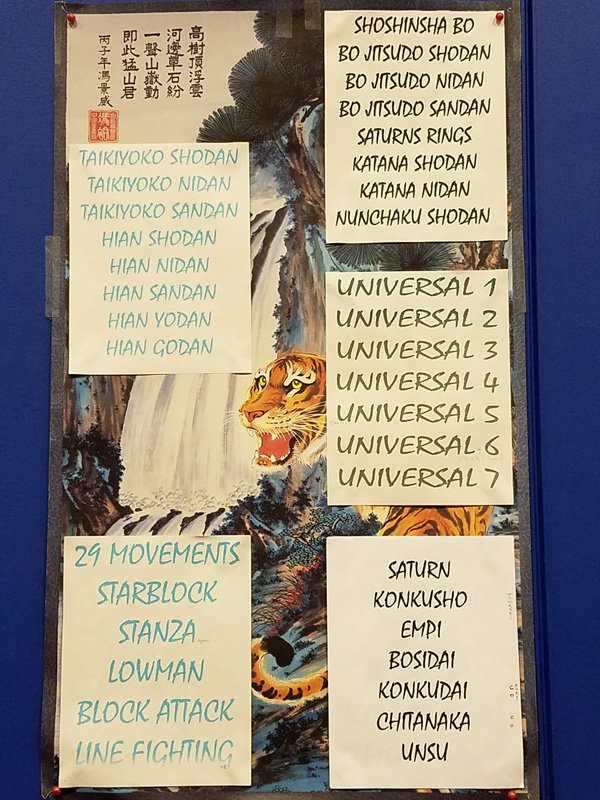 高樹頂浮雲
河邊草石紛
一聲山嶽動
即此猛山君
丙子年馮景威
TAIKIYOKO SHODAN
TAIKIYOKO NIDAN
TAIKIYOKO SANDAN
HIAN SHODAN
HIAN NIDAN
HIAN SANDAN
HIAN YODAN
HIAN GODAN
29 MOVEMENTS
STARBLOCK
STANZA
LOWMAN
BLOCK ATTACK
LINE FIGHTING
SHOSHINSHA BO
BO JITSUDO SHODAN
BO JITSUDO NIDAN
BO JITSUDO SANDAN
SATURNS RINGS
KATANA SHODAN
KATANA NIDAN
NUNCHAKU SHODAN
UNIVERSAL 1
UNIVERSAL 2
UNIVERSAL 3
UNIVERSAL 4
UNIVERSAL 5
UNIVERSAL 6
UNIVERSAL 7
SATURN
KONKUSHO
EMPI
BOSIDAI
KONKUDAI
CHITANAKA
UNSU